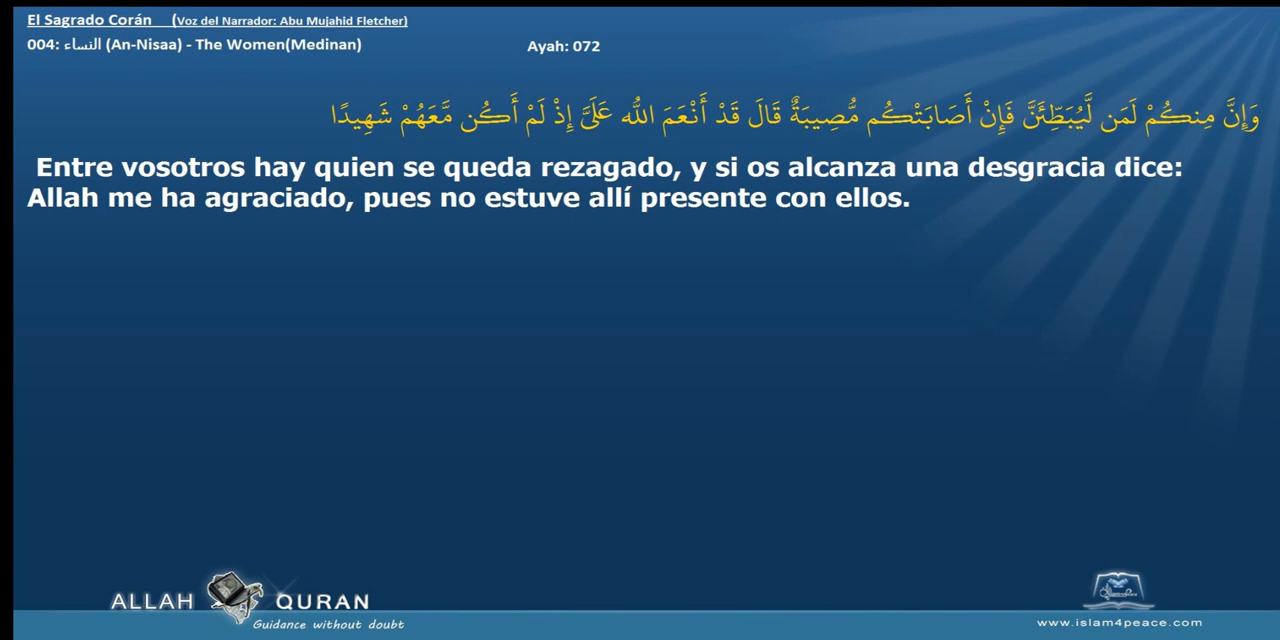 El Sagrado Corán (Voz del Narrador: Abu Mujahid Fletcher)
004: النساء (An-Nisaa) - The Women(Medinan) Ayah: 072
وَإِنَّ مِنكُمْ لَمَن لَّيُبَطِّئَنَّ فَإِنْ أَصَابَتْكُم مُّصِيبَةٌ قَالَ قَدْ أَنْعَمَ اللّه عَلَيَّ إِذْ لَمْ أَكُن مَّعَهُمْ شَهِيدًا
Entre vosotros hay quien se queda rezagado, y si os alcanza una desgracia dice:
Allah me ha agraciado, pues no estuve allí presente con ellos.
ALLAH QURAN
Guidance without doubt
www.islam4peace.com